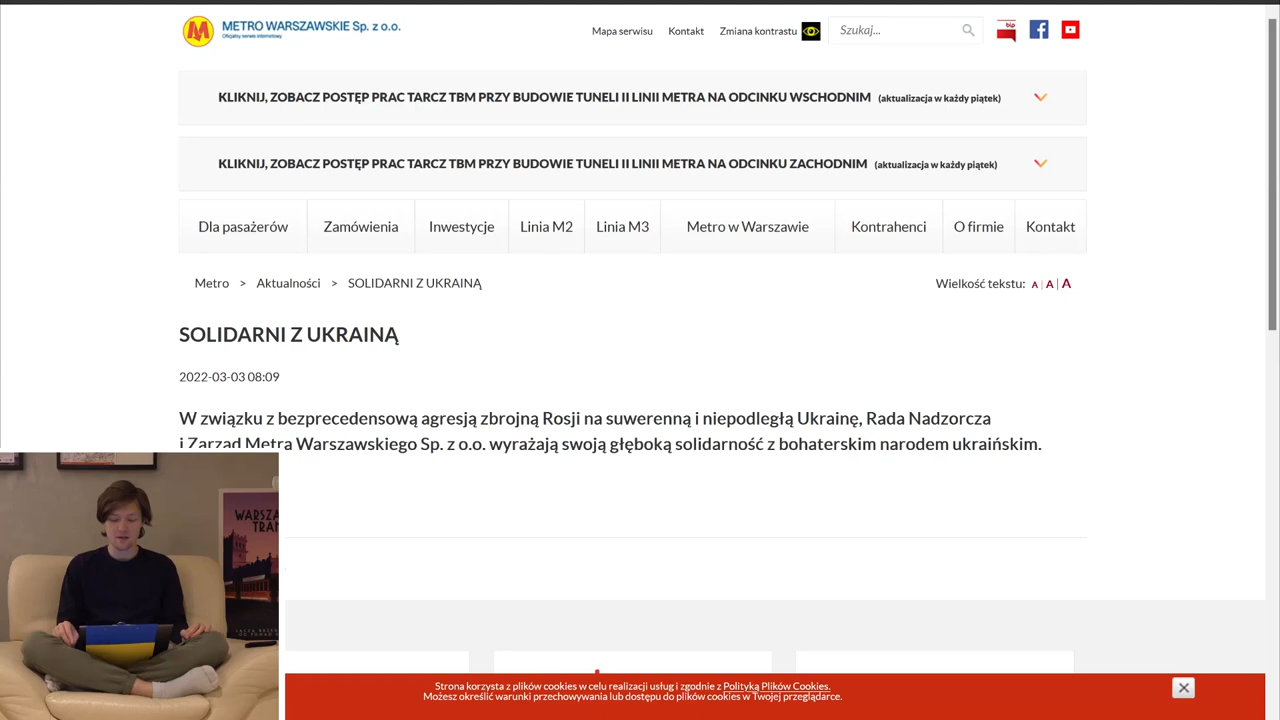 METRO WARSZAWSKIE Sp. z o.o.
Oficjalny serwis internetowy
Mapa serwisu Kontakt Zmiana kontrastu Szukaj...
bip
KLIKNIJ, ZOBACZ POSTĘP PRAC TARCZ TBM PRZY BUDOWIE TUNELI II LINII METRA NA ODCINKU WSCHODNIM (aktualizacja w każdy piątek)
KLIKNIJ, ZOBACZ POSTĘP PRAC TARCZ TBM PRZY BUDOWIE TUNELI II LINII METRA NA ODCINKU ZACHODNIM (aktualizacja w każdy piątek)
Dla pasażerów Zamówienia Inwestycje Linia M2 Linia M3 Metro w Warszawie Kontrahenci O firmie Kontakt
Metro > Aktualności > SOLIDARNI Z UKRAINĄ Wielkość tekstu: A | A | A
SOLIDARNI Z UKRAINĄ
2022-03-03 08:09
W związku z bezprecedensową agresją zbrojną Rosji na suwerenną i niepodległą Ukrainę, Rada Nadzorcza
i Zarząd Metra Warszawskiego Sp. z o.o. wyrażają swoją głęboką solidarność z bohaterskim narodem ukraińskim.
Strona korzysta z plików cookies w celu realizacji usług i zgodnie z Polityką Plików Cookies.
Możesz określić warunki przechowywania lub dostępu do plików cookies w Twojej przeglądarce.